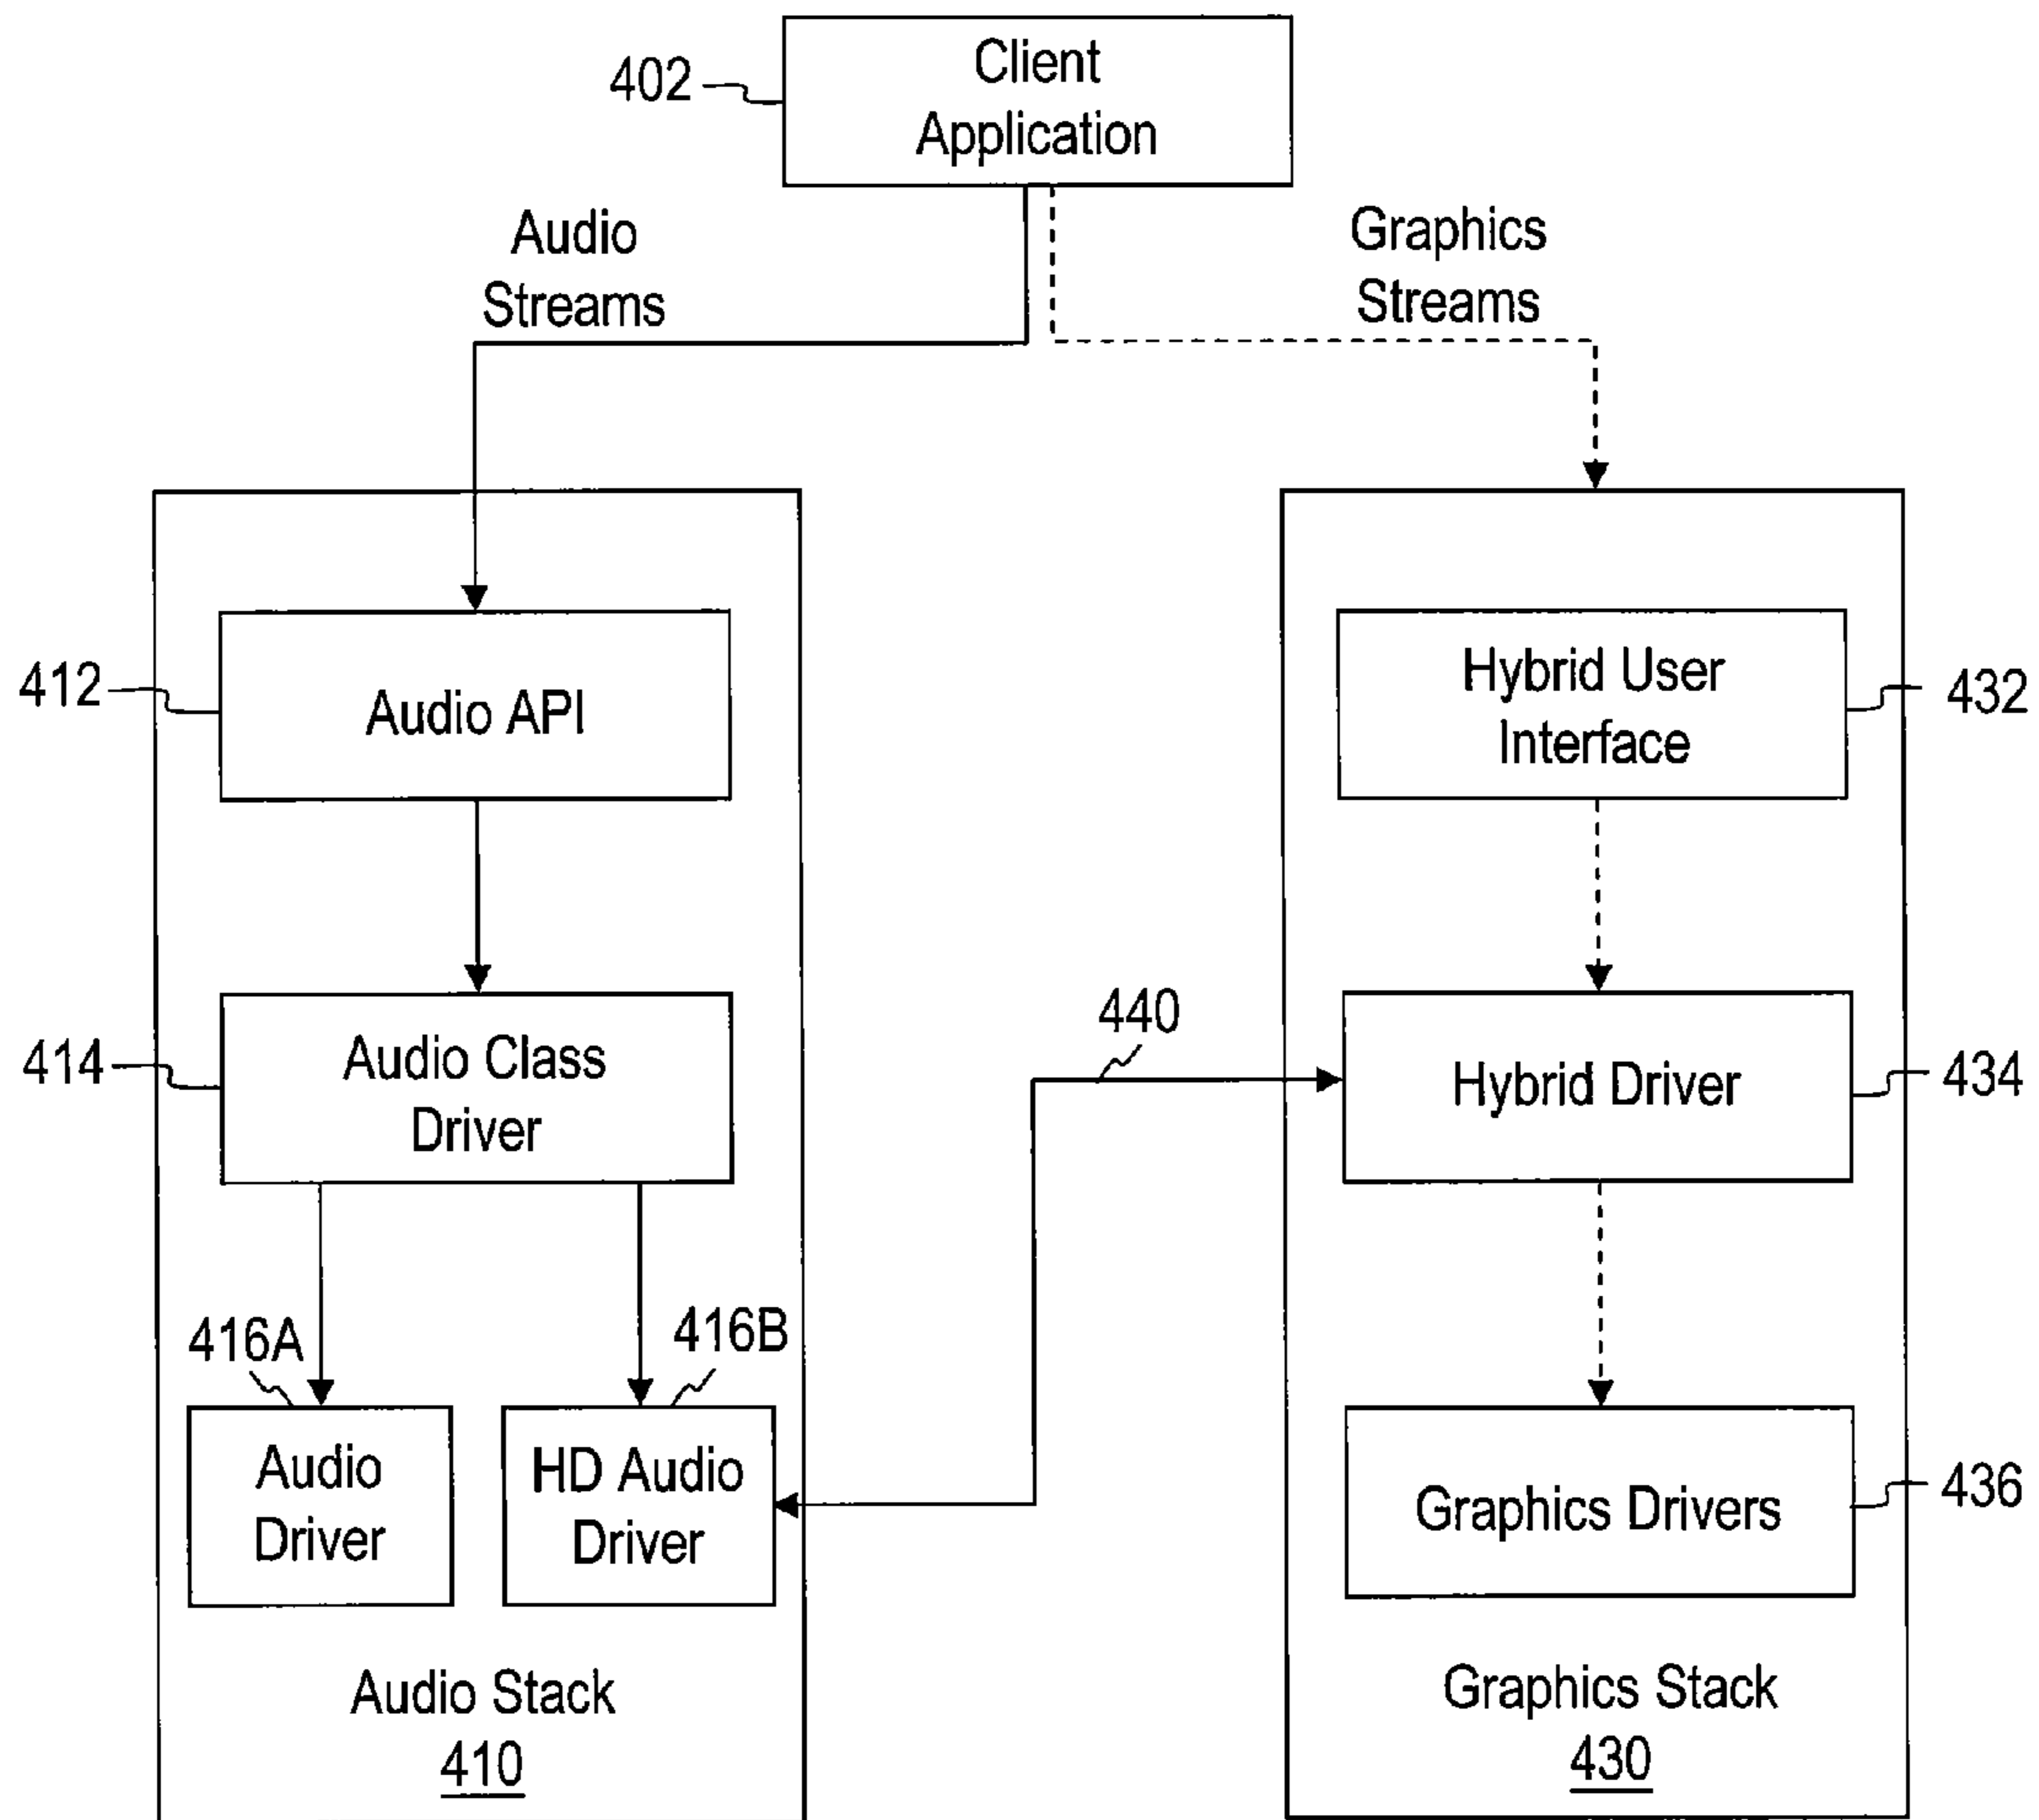 Client
Application
402
Audio
Streams
Graphics
Streams
412
Audio API
Hybrid User
Interface
432
414
Audio Class
Driver
440
Hybrid Driver
434
416A
416B
Audio
Driver
HD Audio
Driver
Graphics Drivers
436
Audio Stack
410
Graphics Stack
430